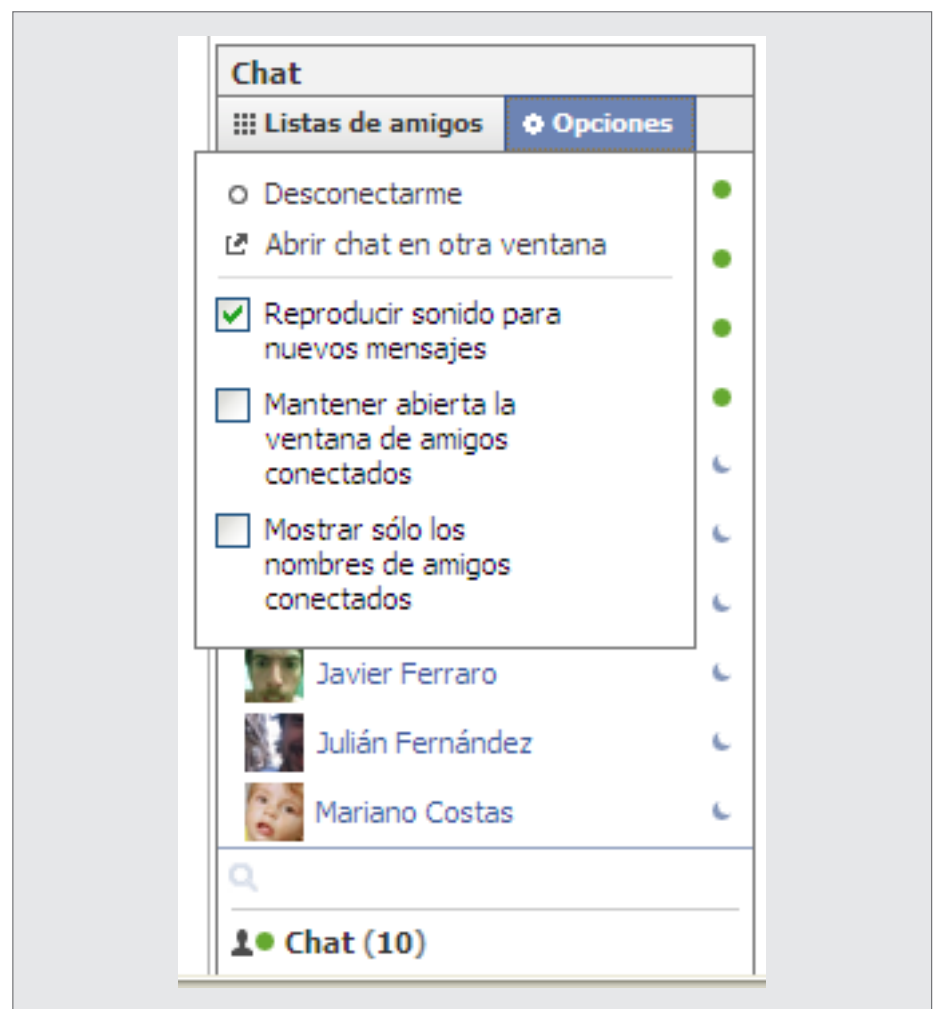 Chat
Listas de amigos Opciones
Desconectarme
Abrir chat en otra ventana
Reproducir sonido para
nuevos mensajes
Mantener abierta la
ventana de amigos
conectados
Mostrar sólo los
nombres de amigos
conectados
Javier Ferraro
Julián Fernández
Mariano Costas
Chat (10)